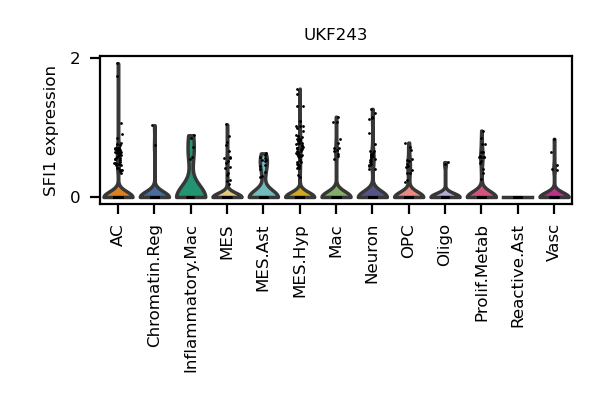 UKF243
SFI1 expression
2
0
AC
Chromatin.Reg
Inflammatory.Mac
MES
MES.Ast
MES.Hyp
Mac
Neuron
OPC
Oligo
Prolif.Metab
Reactive.Ast
Vasc